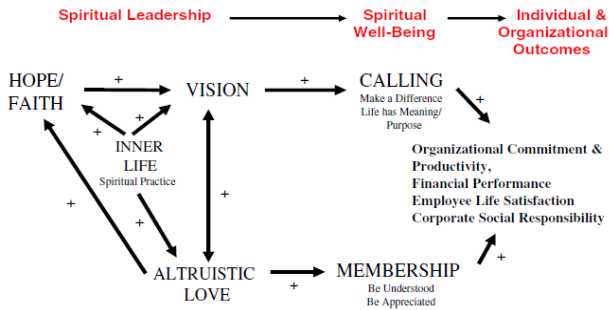 Spiritual Leadership
Spiritual
Well-Being
Individual &
Organizational
Outcomes
HOPE/
FAITH
+
VISION
+
CALLING
Make a Difference
Life has Meaning/
Purpose
+
+
+
INNER
LIFE
Spiritual Practice
Organizational Commitment &
Productivity,
Financial Performance
Employee Life Satisfaction
Corporate Social Responsibility
+
+
+
ALTRUISTIC
LOVE
+
MEMBERSHIP
Be Understood
Be Appreciated
+